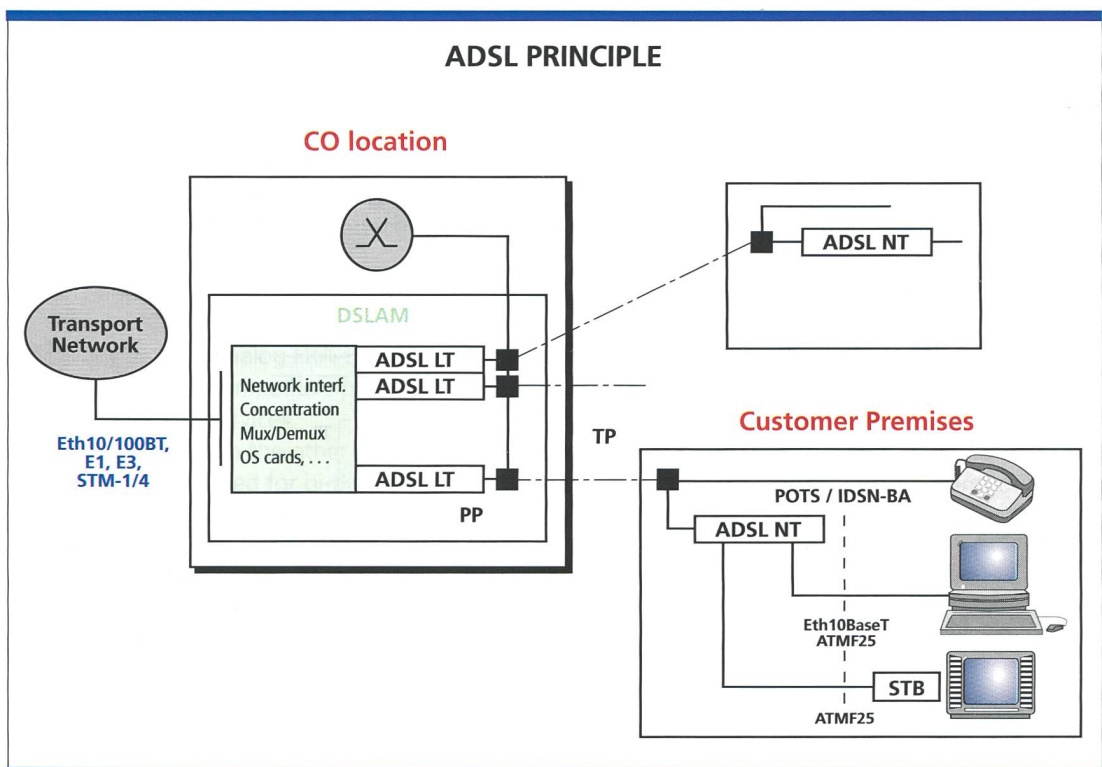 ADSL PRINCIPLE
CO location
Transport
Network
Eth10/100BT,
E1, E3,
STM-1/4
DSLAM
Network interf.
Concentration
Mux/Demux
OS cards, . . .
ADSL LT
ADSL LT
ADSL LT
PP
TP
ADSL NT
Customer Premises
POTS / IDSN-BA
ADSL NT
Eth10BaseT
ATMF25
STB
ATMF25